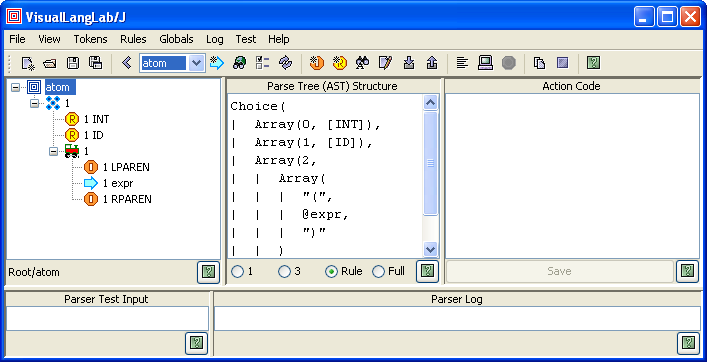 VisualLangLab/J
File View Tokens Rules Globals Log Test Help
atom
Parse Tree (AST) Structure
Action Code
atom
1
R 1 INT
R 1 ID
1
1 LPAREN
1 expr
1 RPAREN
Choice(
|  Array(0, [INT]),
|  Array(1, [ID]),
|  Array(2,
|  |  Array(
|  |  |  "(",
|  |  |  @expr,
|  |  |  ")"
|  |  )
Root/atom
1 3 Rule Full
Save
Parser Test Input
Parser Log